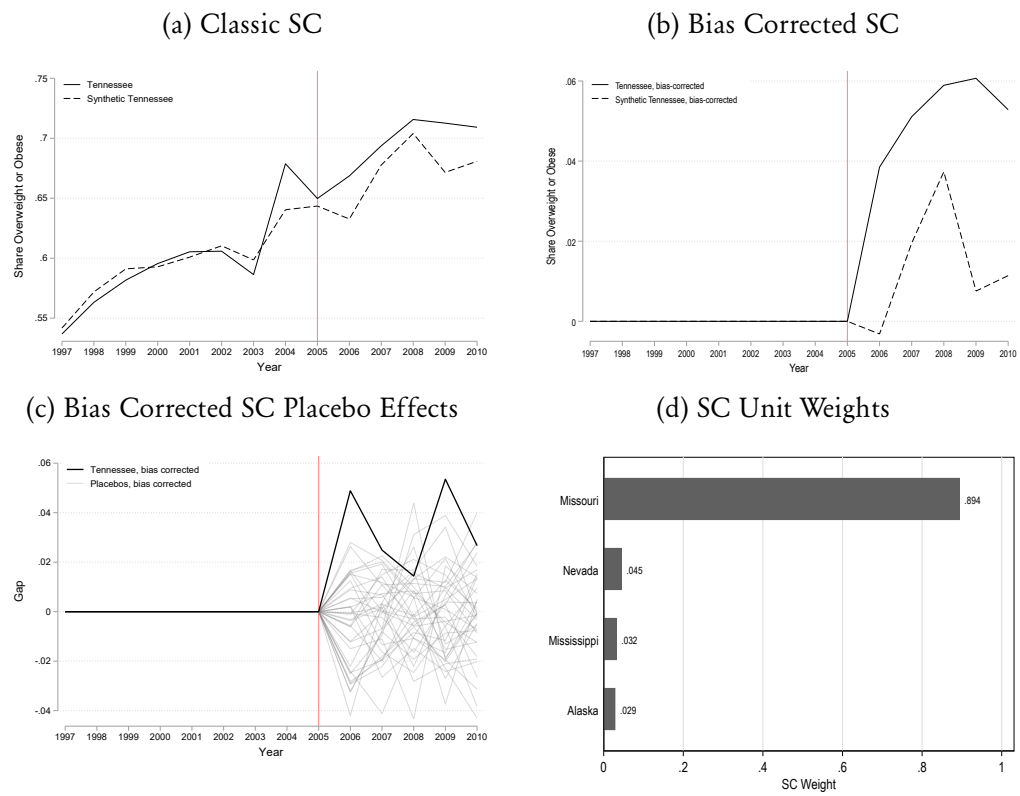 (a) Classic SC
.75
.7
.65
.6
.55
Share Overweight or Obese
Tennessee
Synthetic Tennessee
1997 1998 1999 2000 2001 2002 2003 2004 2005 2006 2007 2008 2009 2010
Year
(b) Bias Corrected SC
.06
.04
.02
0
Share Overweight or Obese
Tennessee, bias-corrected
Synthetic Tennessee, bias-corrected
1997 1998 1999 2000 2001 2002 2003 2004 2005 2006 2007 2008 2009 2010
Year
(c) Bias Corrected SC Placebo Effects
.06
.04
.02
0
-.02
-.04
Gap
Tennessee, bias corrected
Placebos, bias corrected
1997 1998 1999 2000 2001 2002 2003 2004 2005 2006 2007 2008 2009 2010
Year
(d) SC Unit Weights
Missouri .894
Nevada .045
Mississippi .032
Alaska .029
0 .2 .4 .6 .8 1
SC Weight